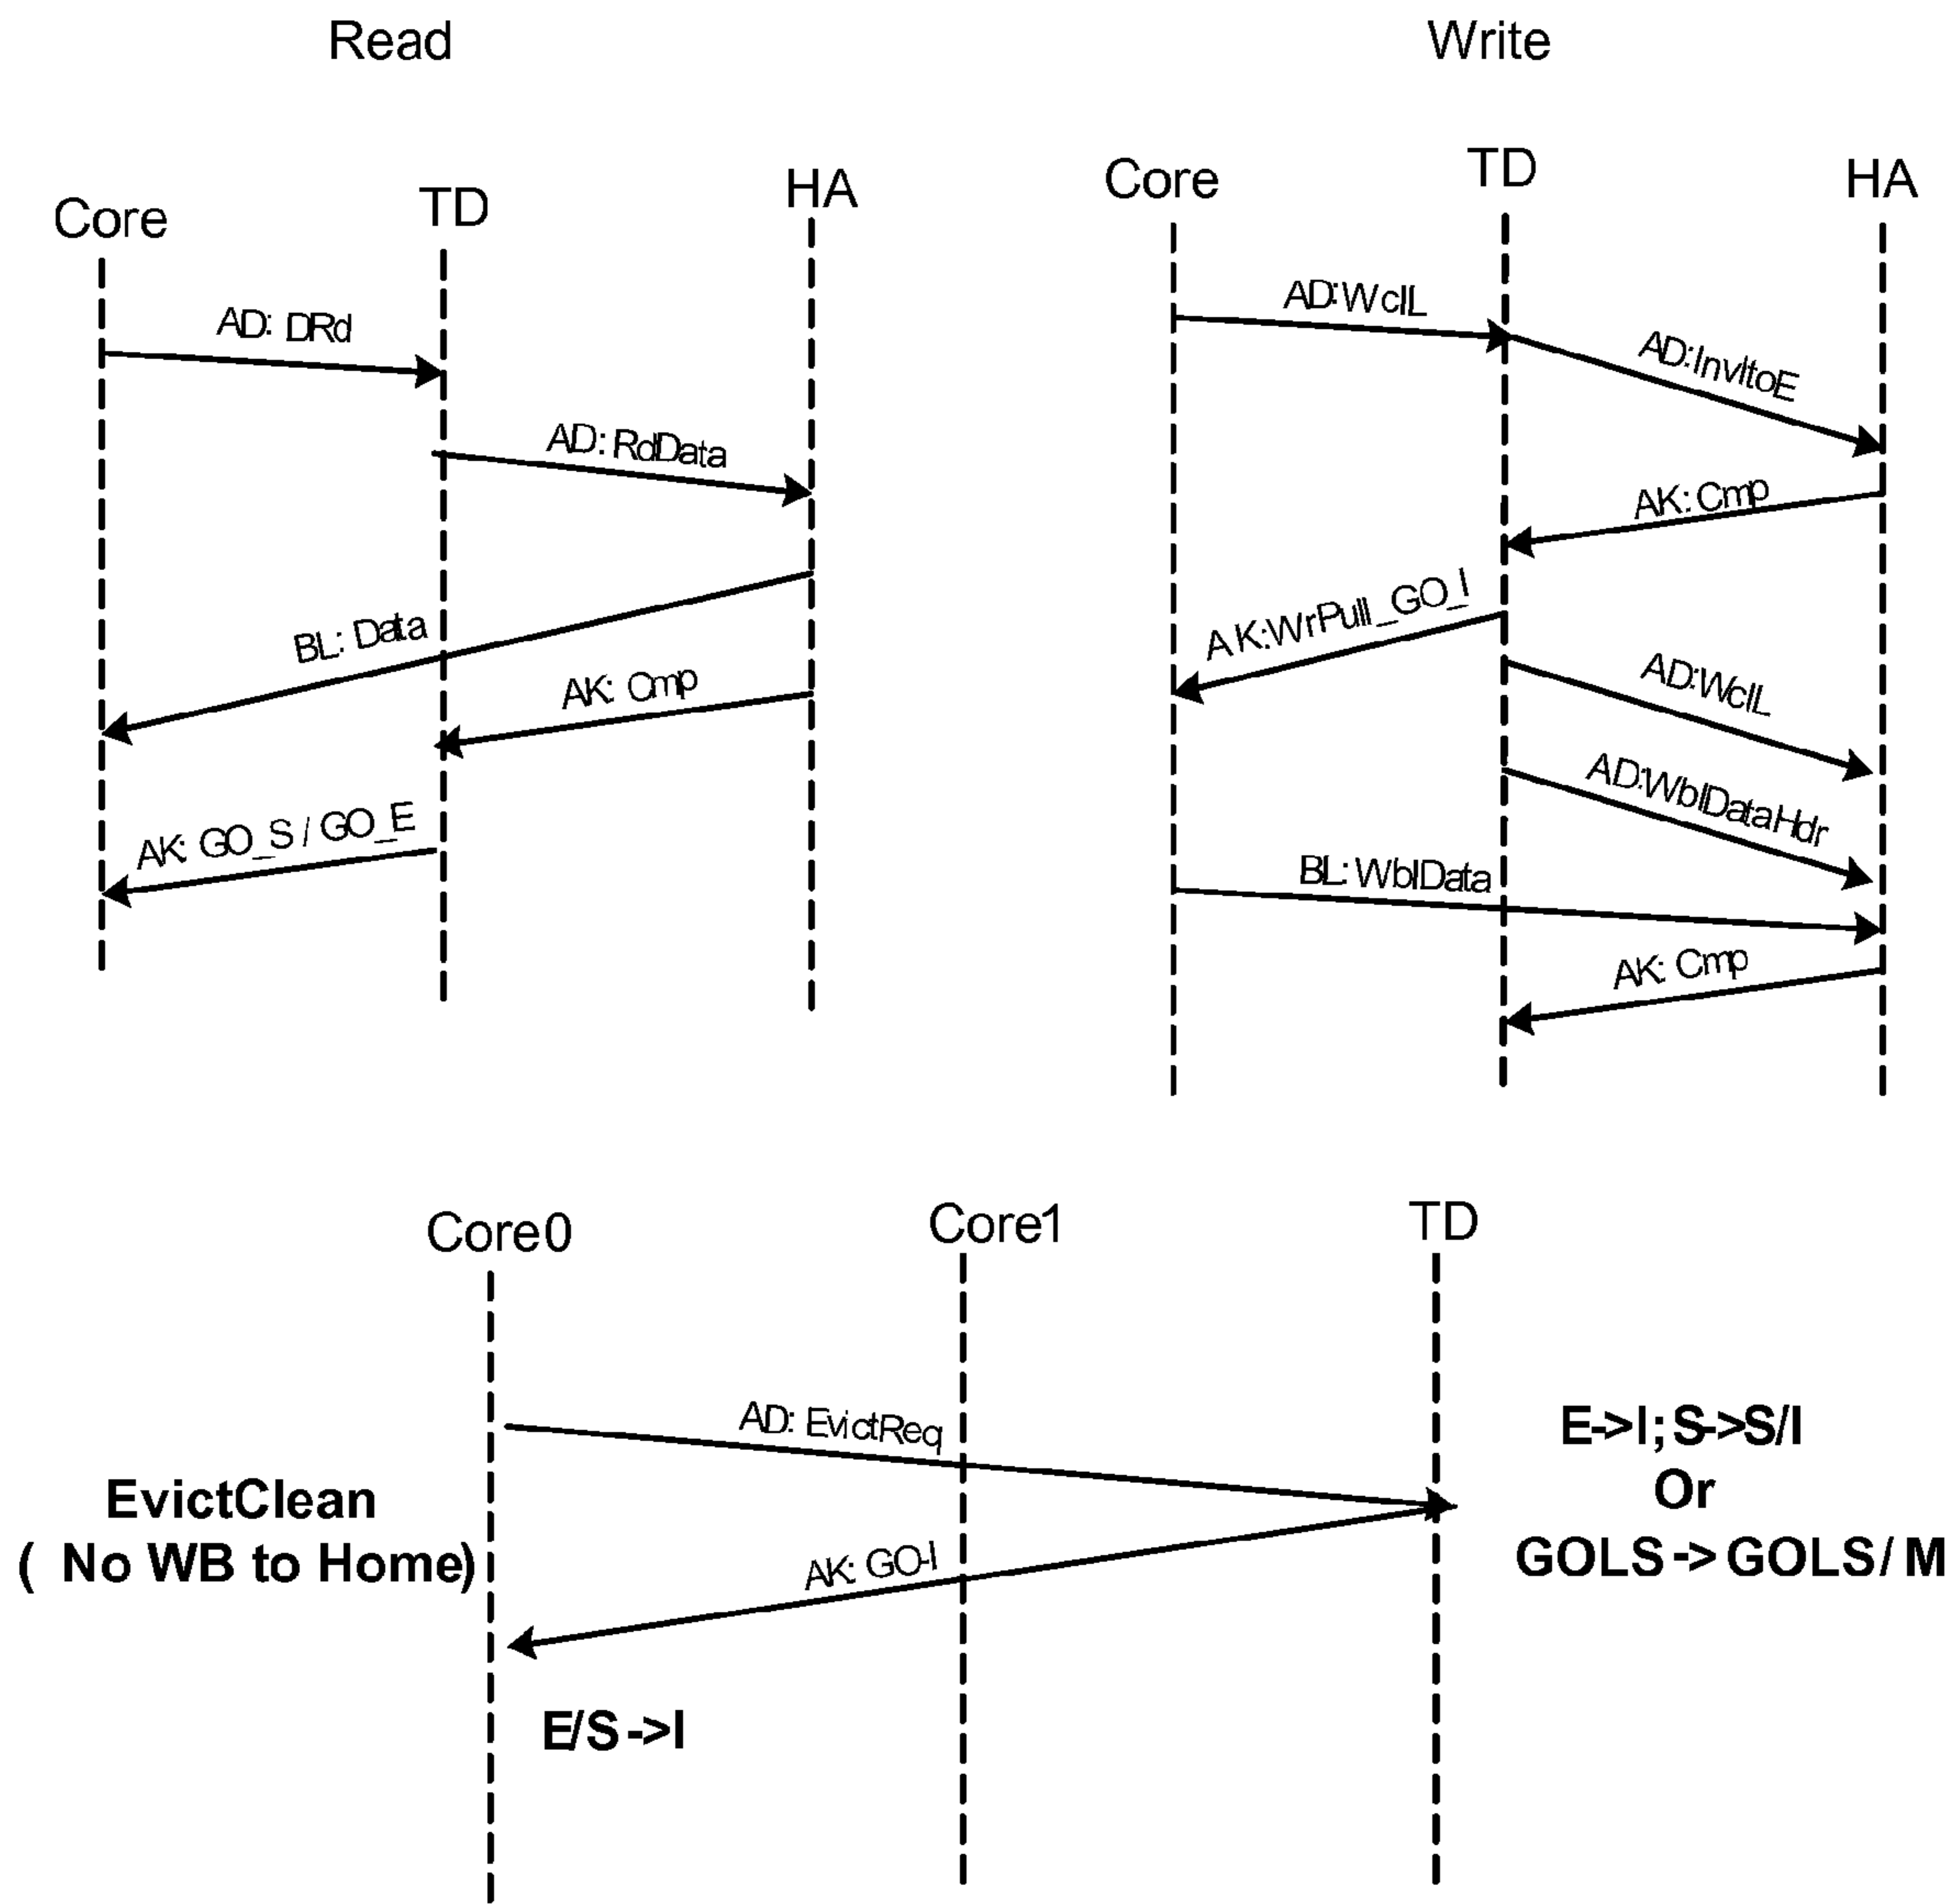 Read
Core
TD
HA
AD: DRd
AD: RdData
BL: Data
AK: Cmp
AK: GO_S / GO_E
Write
Core
TD
HA
AD:WcIL
AD:InvItoE
AK: Cmp
AK:WrPull_GO_I
AD:WcIL
AD:WbIDataHdr
BL: WbIData
AK: Cmp
Core0
Core1
TD
AD: EvictReq
EvictClean
( No WB to Home)
AK: GO-I
E->I; S->S/I
Or
GOLS -> GOLS/ M
E/S ->I